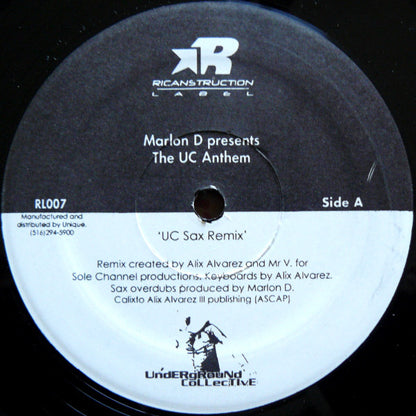 R
RICANSTRUCTION
LABEL
Marlon D presents
The UC Anthem
RL007
Side A
Manufactured and
distributed by Unique.
(516)294-5900
'UC Sax Remix'
Remix created by Alix Alvarez and Mr V. for
Sole Channel productions. Keyboards by Alix Alvarez.
Sax overdubs produced by Marlon D.
Calixto Alix Alvarez III publishing (ASCAP)
UndERgRouNd
CoLLecTIvE